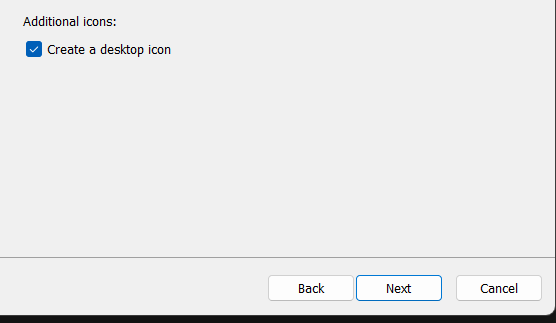 Additional icons:
Create a desktop icon
Back Next Cancel